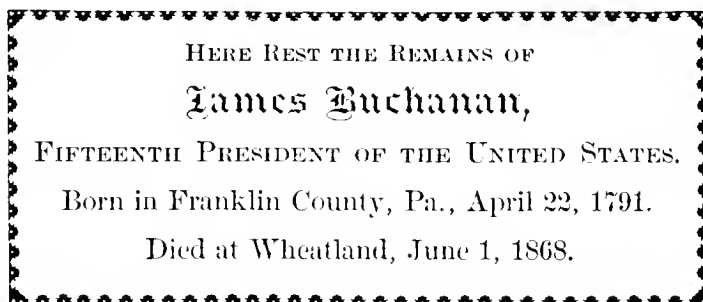 Here Rest the Remains of
James Buchanan,
Fifteenth President of the United States.
Born in Franklin County, Pa., April 22, 1791.
Died at Wheatland, June 1, 1868.